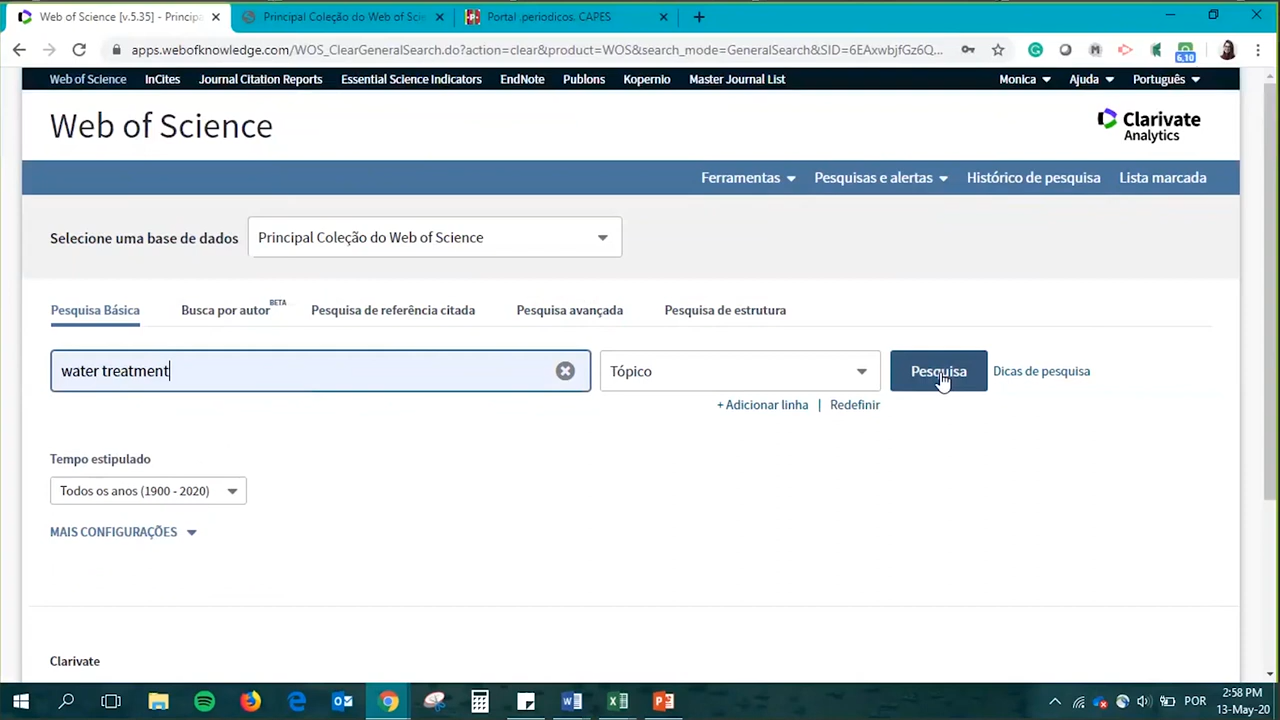 Web of Science [v.5.35] - Principa
Principal Coleção do Web of Scie
Portal .periodicos. CAPES
apps.webofknowledge.com/WOS_ClearGeneralSearch.do?action=clear&product=WOS&search_mode=GeneralSearch&SID=6EAxwbjfGz6Q...
6,10
Web of Science InCites Journal Citation Reports Essential Science Indicators EndNote Publons Kopernio Master Journal List Monica Ajuda Português
Web of Science
Clarivate
Analytics
Ferramentas Pesquisas e alertas Histórico de pesquisa Lista marcada
Selecione uma base de dados Principal Coleção do Web of Science
Pesquisa Básica Busca por autor BETA Pesquisa de referência citada Pesquisa avançada Pesquisa de estrutura
water treatment Tópico Pesquisa Dicas de pesquisa
+ Adicionar linha | Redefinir
Tempo estipulado
Todos os anos (1900 - 2020)
MAIS CONFIGURAÇÕES
Clarivate
POR
2:58 PM
13-May-20